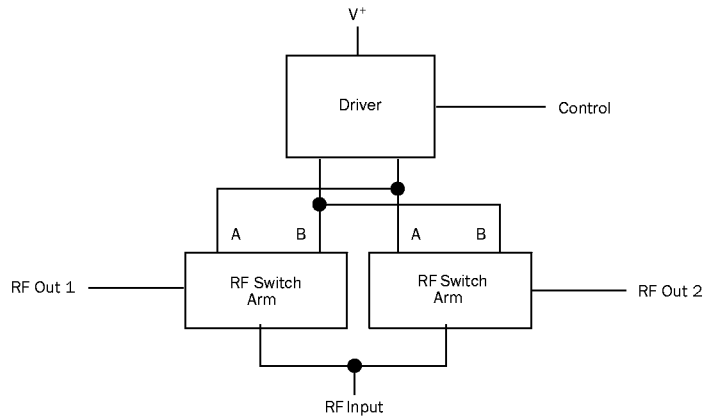 V⁺
Driver
Control
A
B
A
B
RF Out 1
RF Switch
Arm
RF Switch
Arm
RF Out 2
RF Input